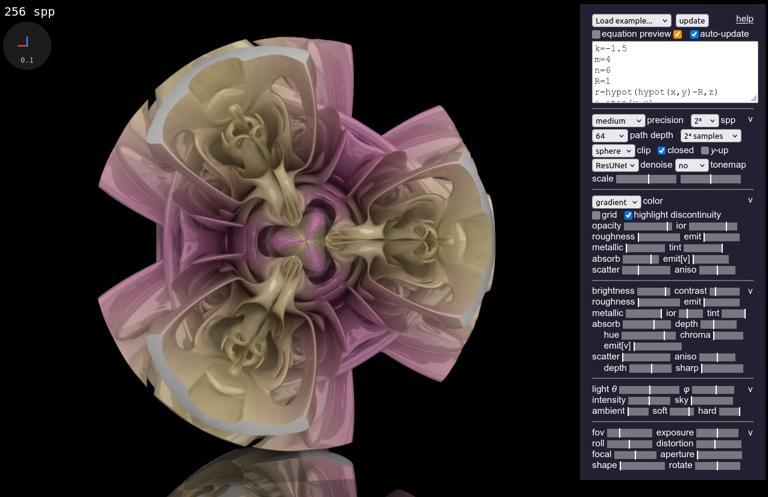 256 spp
0.1
Load example... update help
equation preview auto-update
k=-1.5
m=4
n=6
R=1
r=hypot(hypot(x,y)-R,z)
medium precision 2⁸ spp v
64 path depth 2⁴ samples
sphere clip closed y-up
ResUNet denoise no tonemap
scale
gradient color v
grid highlight discontinuity
opacity ior
roughness emit
metallic tint
absorb emit[v]
scatter aniso
brightness contrast v
roughness emit
metallic ior tint
absorb depth
hue chroma
emit[v]
scatter aniso
depth sharp
light θ φ v
intensity sky
ambient soft hard
fov exposure v
roll distortion
focal aperture
shape rotate